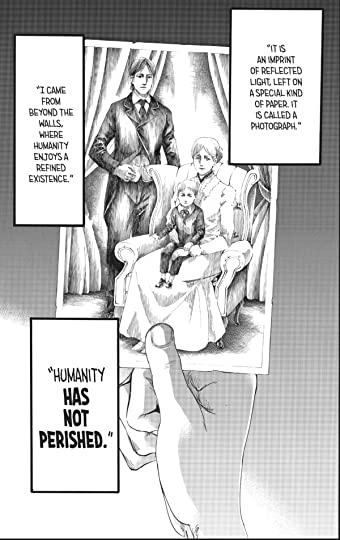 "IT IS
AN IMPRINT
OF REFLECTED
LIGHT, LEFT ON
A SPECIAL KIND
OF PAPER. IT
IS CALLED A
PHOTOGRAPH."
"I CAME
FROM
BEYOND
THE WALLS,
WHERE
HUMANITY
ENJOYS A
REFINED
EXISTENCE."
"HUMANITY
HAS
NOT
PERISHED."